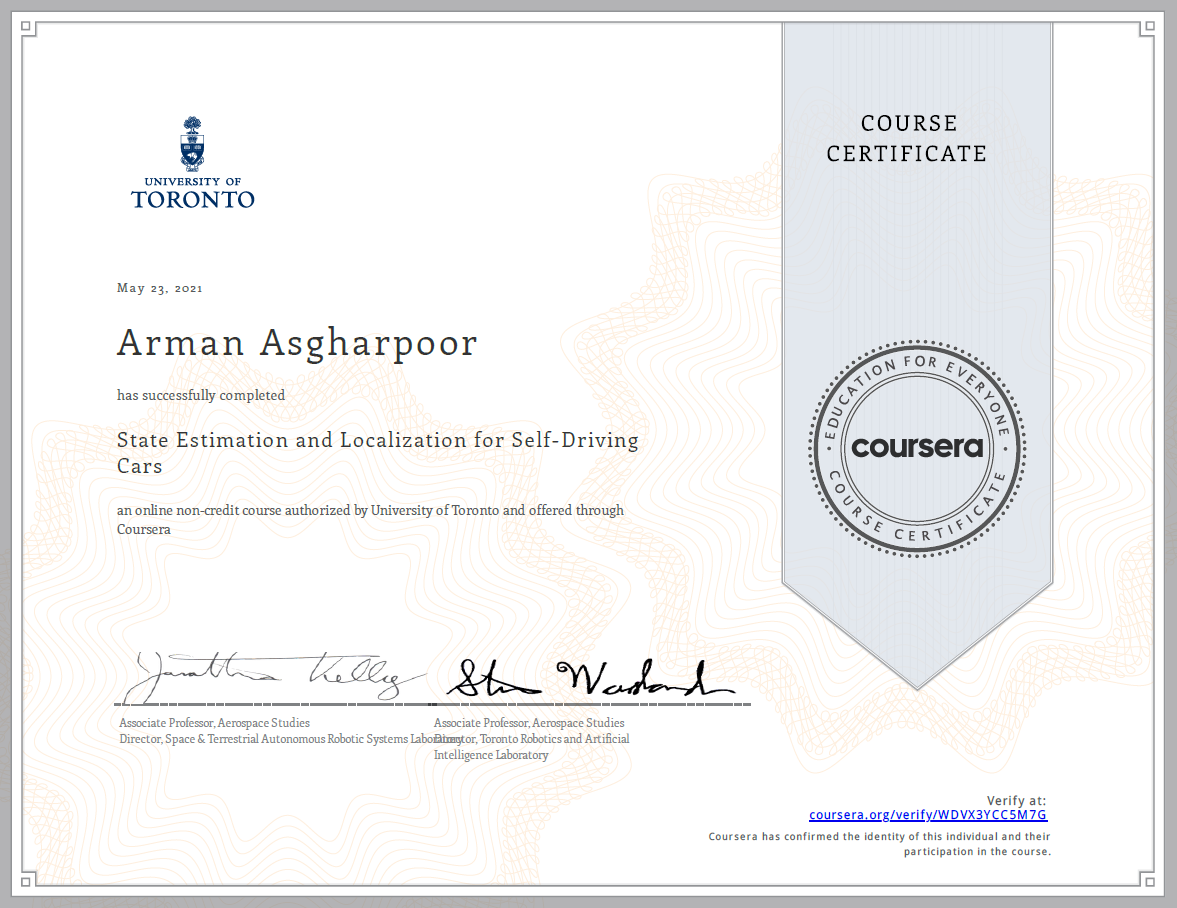 COURSE
CERTIFICATE
UNIVERSITY OF
TORONTO
May 23, 2021
Arman Asgharpoor
has successfully completed
State Estimation and Localization for Self-Driving
Cars
an online non-credit course authorized by University of Toronto and offered through
Coursera
EDUCATION FOR EVERYONE
coursera
COURSE CERTIFICATE
Associate Professor, Aerospace Studies
Director, Space & Terrestrial Autonomous Robotic Systems Laboratory
Associate Professor, Aerospace Studies
Director, Toronto Robotics and Artificial
Intelligence Laboratory
Verify at:
coursera.org/verify/WDVX3YCC5M7G
Coursera has confirmed the identity of this individual and their
participation in the course.